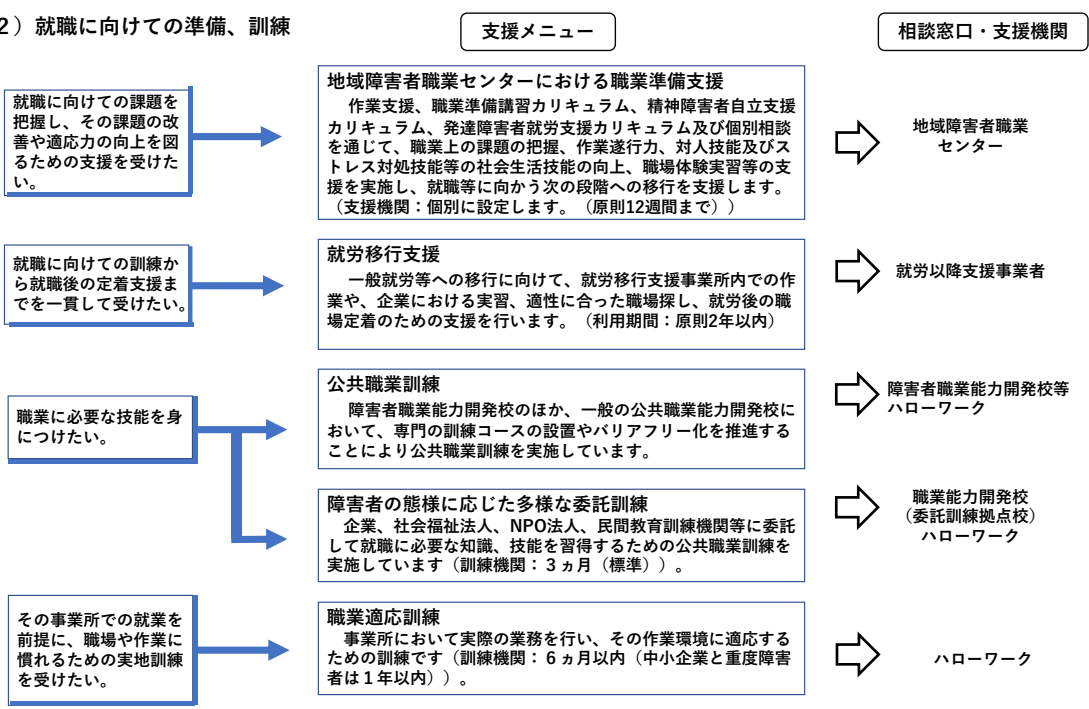 2）就職に向けての準備、訓練
支援メニュー
相談窓口・支援機関
就職に向けての課題を
把握し、その課題の改
善や適応力の向上を図
るための支援を受けた
い。
地域障害者職業センターにおける職業準備支援
作業支援、職業準備講習カリキュラム、精神障害者自立支援
カリキュラム、発達障害者就労支援カリキュラム及び個別相談
を通じて、職業上の課題の把握、作業遂行力、対人技能及びス
トレス対処技能等の社会生活技能の向上、職場体験実習等の支
援を実施し、就職等に向かう次の段階への移行を支援します。
（支援機関：個別に設定します。（原則12週間まで））
地域障害者職業
センター
就職に向けての訓練か
ら就職後の定着支援ま
でを一貫して受けたい。
就労移行支援
一般就労等への移行に向けて、就労移行支援事業所内での作
業や、企業における実習、適性に合った職場探し、就労後の職
場定着のための支援を行います。（利用期間：原則2年以内）
就労以降支援事業者
職業に必要な技能を身
につけたい。
公共職業訓練
障害者職業能力開発校のほか、一般の公共職業能力開発校に
おいて、専門の訓練コースの設置やバリアフリー化を推進する
ことにより公共職業訓練を実施しています。
障害者職業能力開発校等
ハローワーク
障害者の態様に応じた多様な委託訓練
企業、社会福祉法人、NPO法人、民間教育訓練機関等に委託
して就職に必要な知識、技能を習得するための公共職業訓練を
実施しています（訓練機関：３ヵ月（標準））。
職業能力開発校
（委託訓練拠点校）
ハローワーク
その事業所での就業を
前提に、職場や作業に
慣れるための実地訓練
を受けたい。
職業適応訓練
事業所において実際の業務を行い、その作業環境に適応する
ための訓練です（訓練機関：６ヵ月以内（中小企業と重度障害
者は１年以内））。
ハローワーク